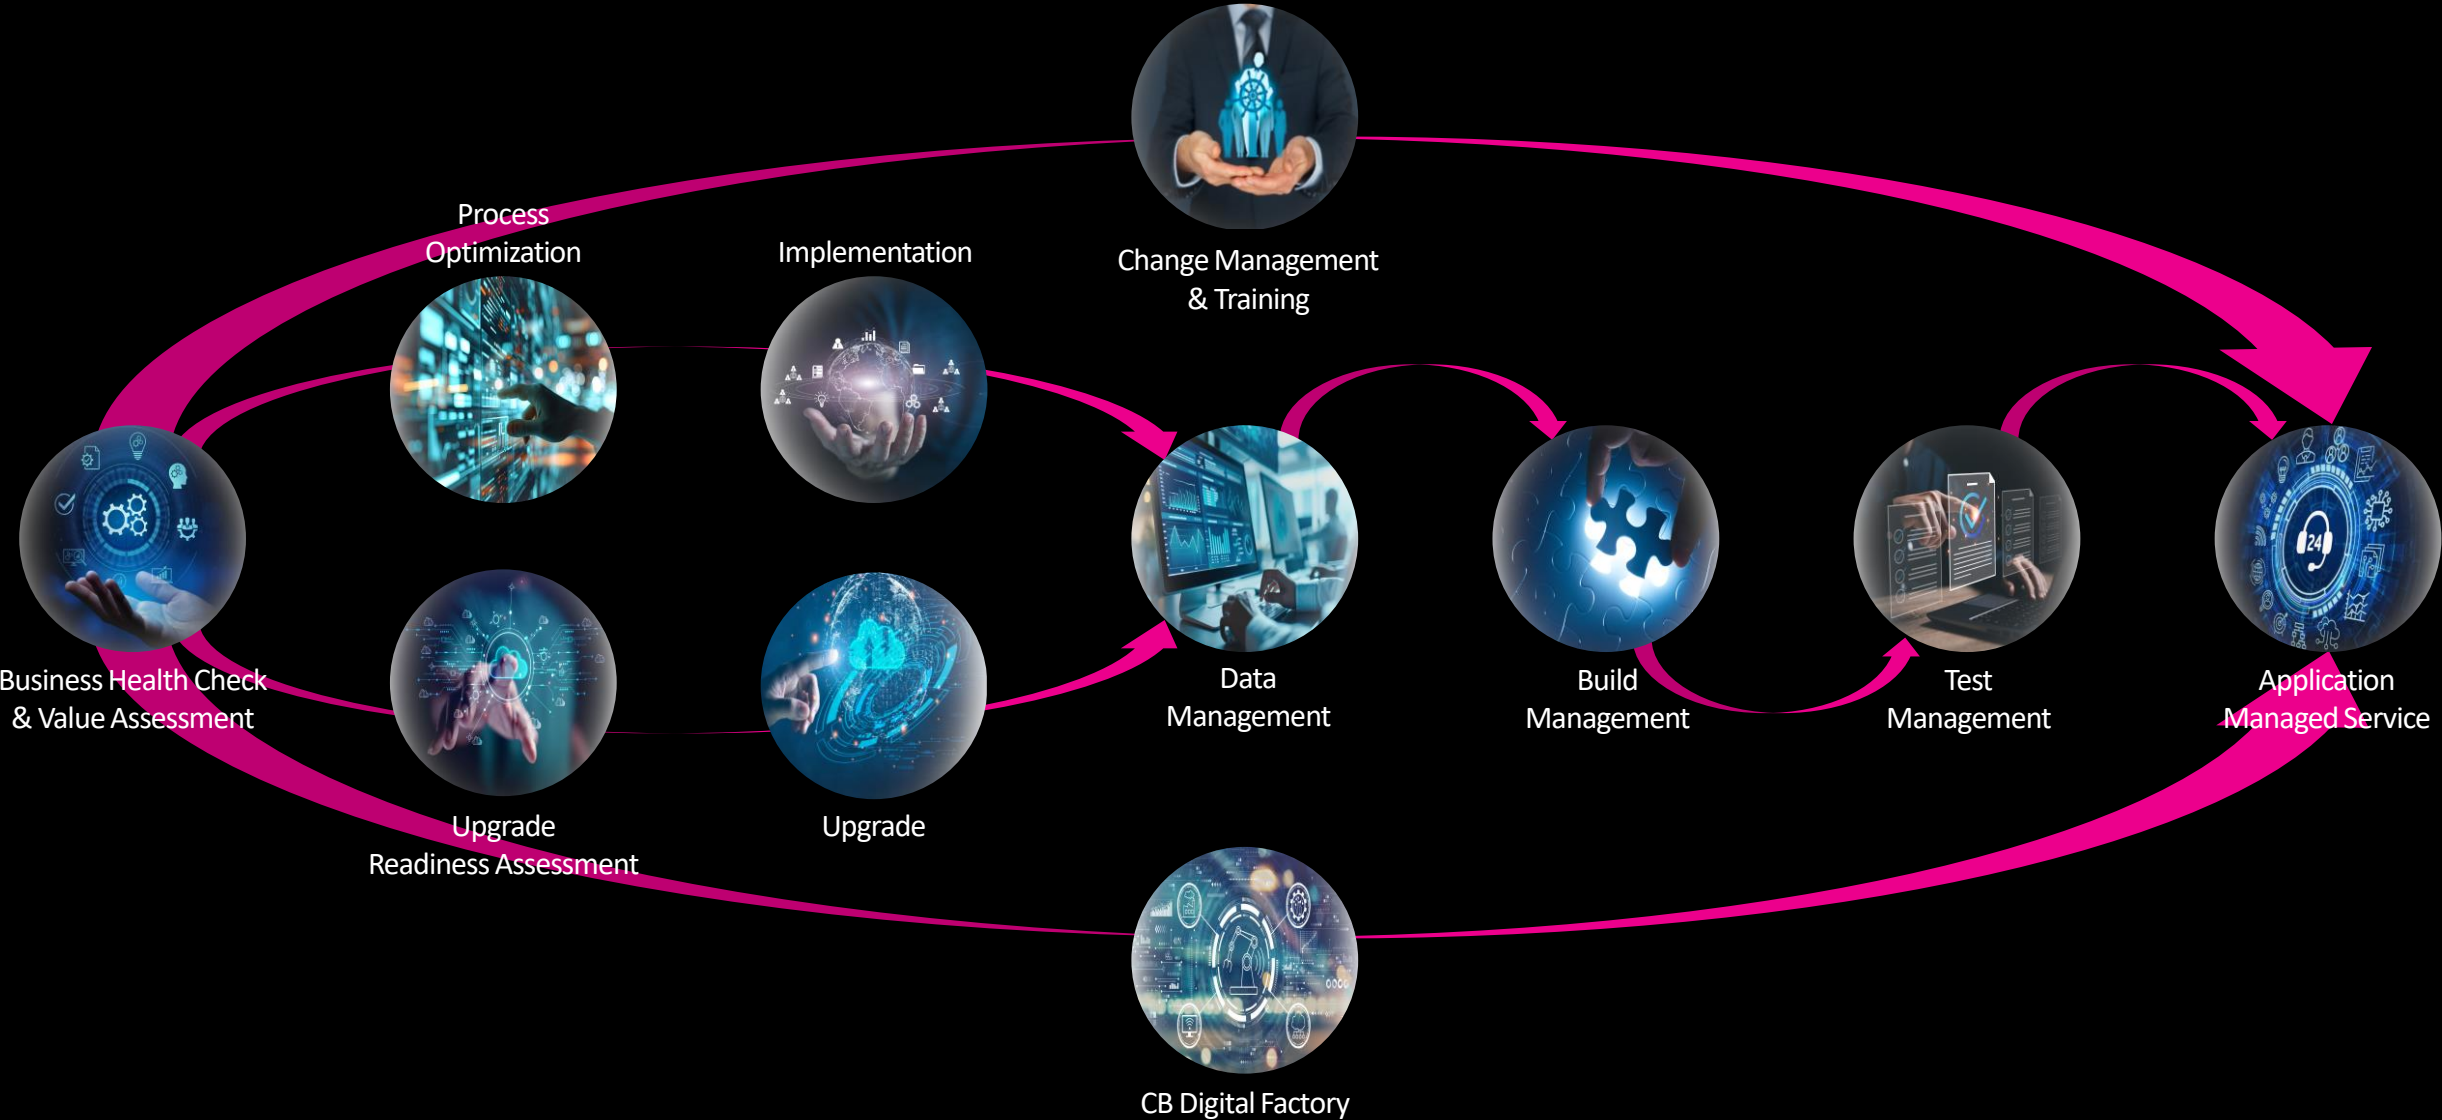 Change Management
& Training
Process
Optimization
Implementation
Business Health Check
& Value Assessment
24
Data
Management
Build
Management
Test
Management
Application
Managed Service
Upgrade
Readiness Assessment
Upgrade
CB Digital Factory